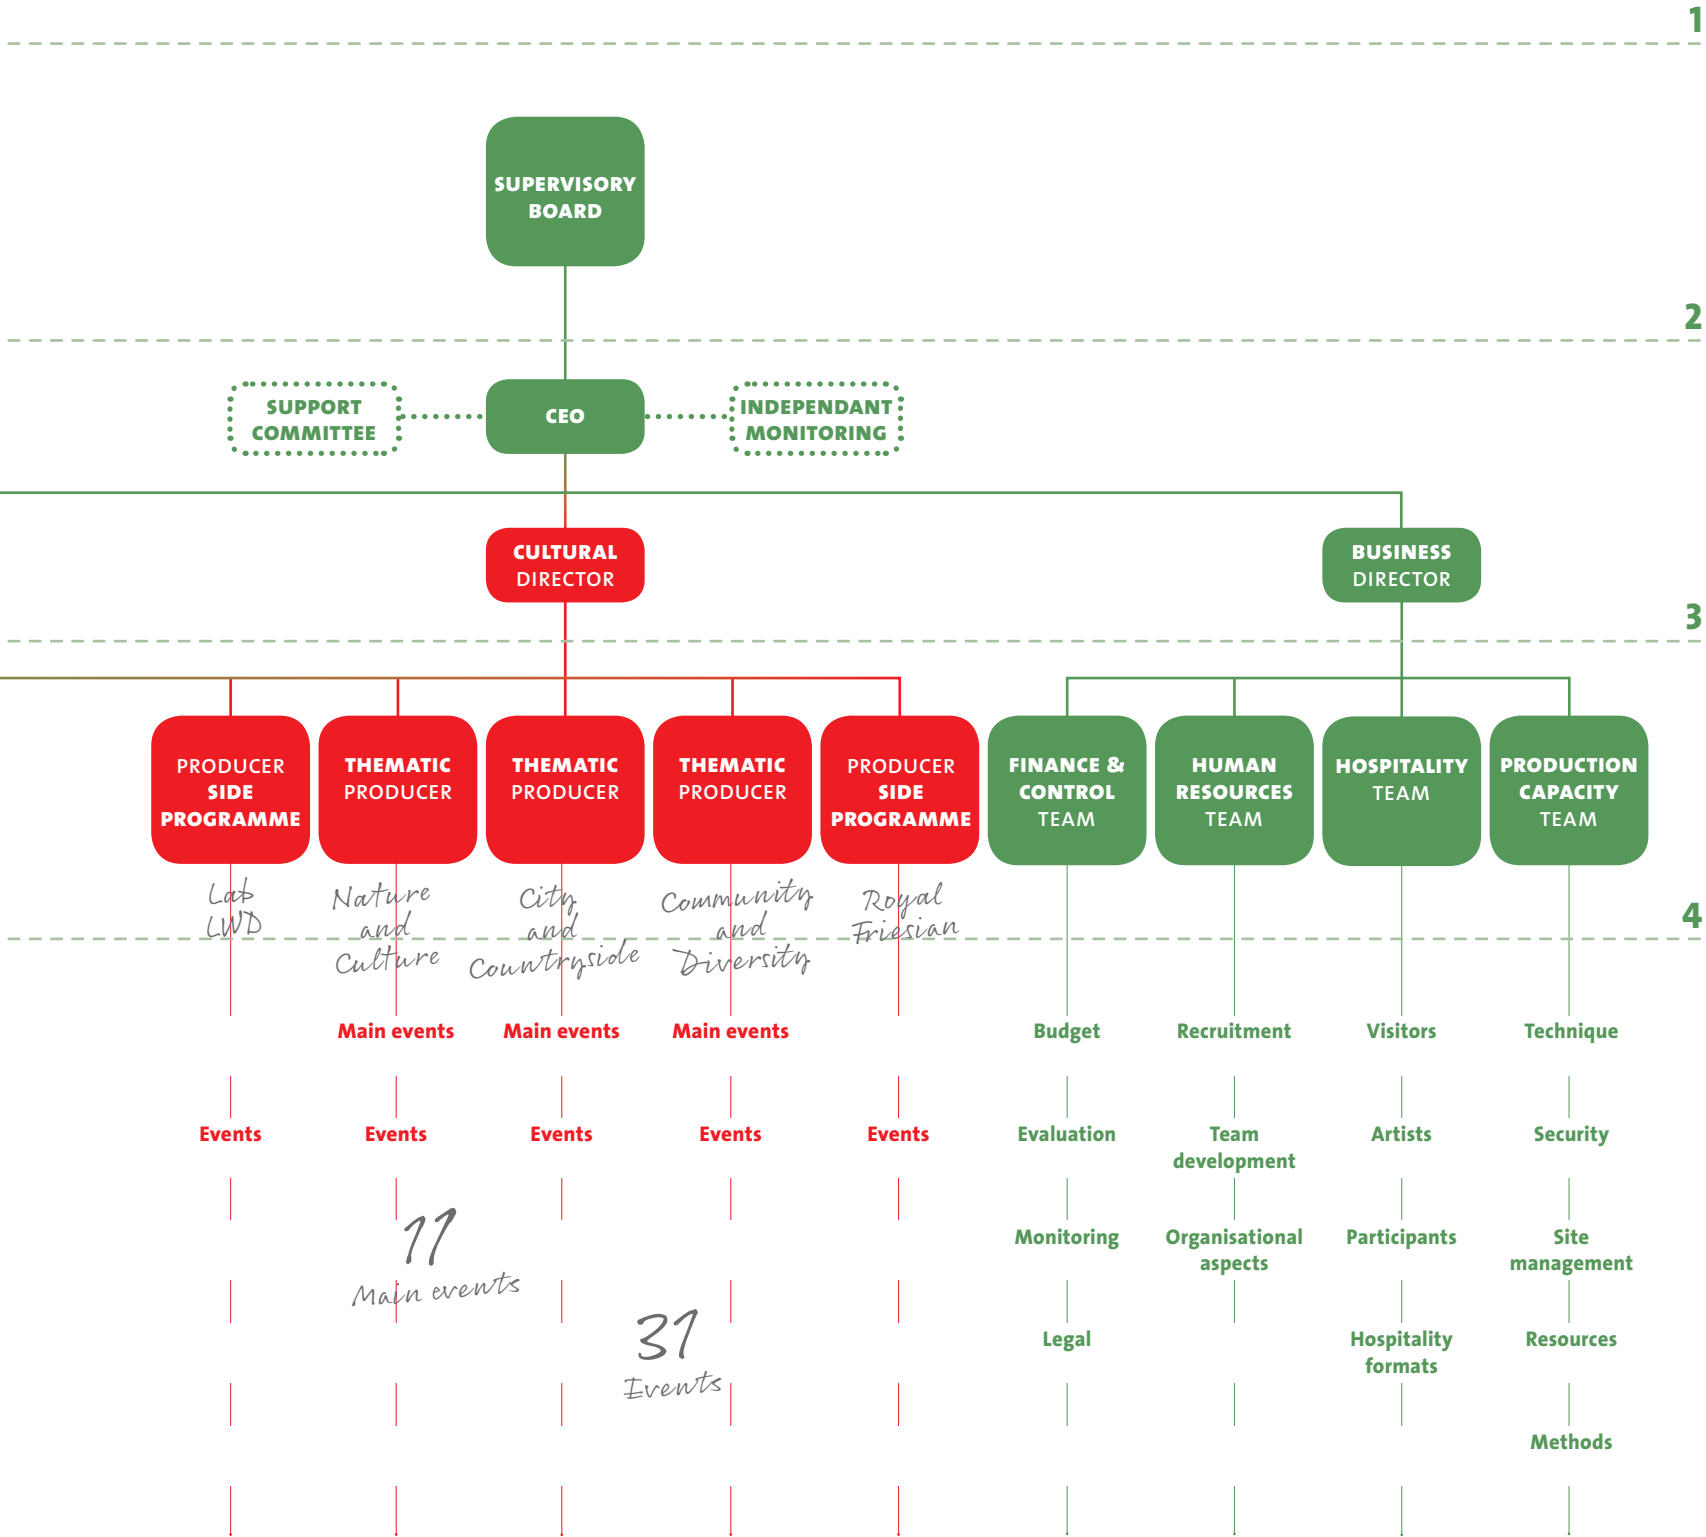 1
SUPERVISORY
BOARD
2
SUPPORT
COMMITTEE
CEO
INDEPENDANT
MONITORING
CULTURAL
DIRECTOR
BUSINESS
DIRECTOR
3
PRODUCER
SIDE
PROGRAMME
THEMATIC
PRODUCER
THEMATIC
PRODUCER
THEMATIC
PRODUCER
PRODUCER
SIDE
PROGRAMME
FINANCE &
CONTROL
TEAM
HUMAN
RESOURCES
TEAM
HOSPITALITY
TEAM
PRODUCTION
CAPACITY
TEAM
Lab
LWD
Nature
and
Culture
City
and
Countryside
Community
and
Diversity
Royal
Friesian
4
Main events
Main events
Main events
Budget
Recruitment
Visitors
Technique
Events
Events
Events
Events
Events
Evaluation
Team
development
Artists
Security
11
Main events
Monitoring
Organisational
aspects
Participants
Site
management
31
Events
Legal
Hospitality
formats
Resources
Methods